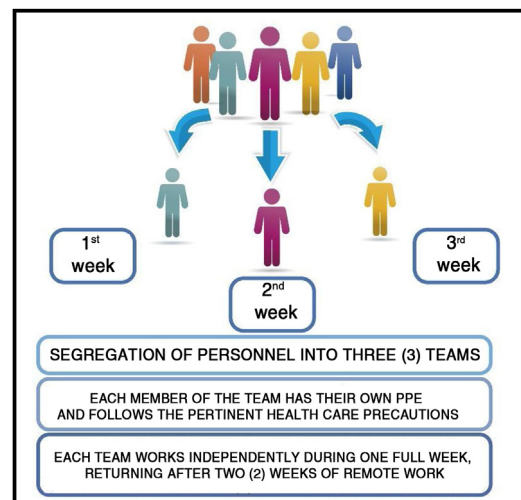 1st
week
2nd
week
3rd
week
SEGREGATION OF PERSONNEL INTO THREE (3) TEAMS
EACH MEMBER OF THE TEAM HAS THEIR OWN PPE
AND FOLLOWS THE PERTINENT HEALTH CARE PRECAUTIONS
EACH TEAM WORKS INDEPENDENTLY DURING ONE FULL WEEK,
RETURNING AFTER TWO (2) WEEKS OF REMOTE WORK